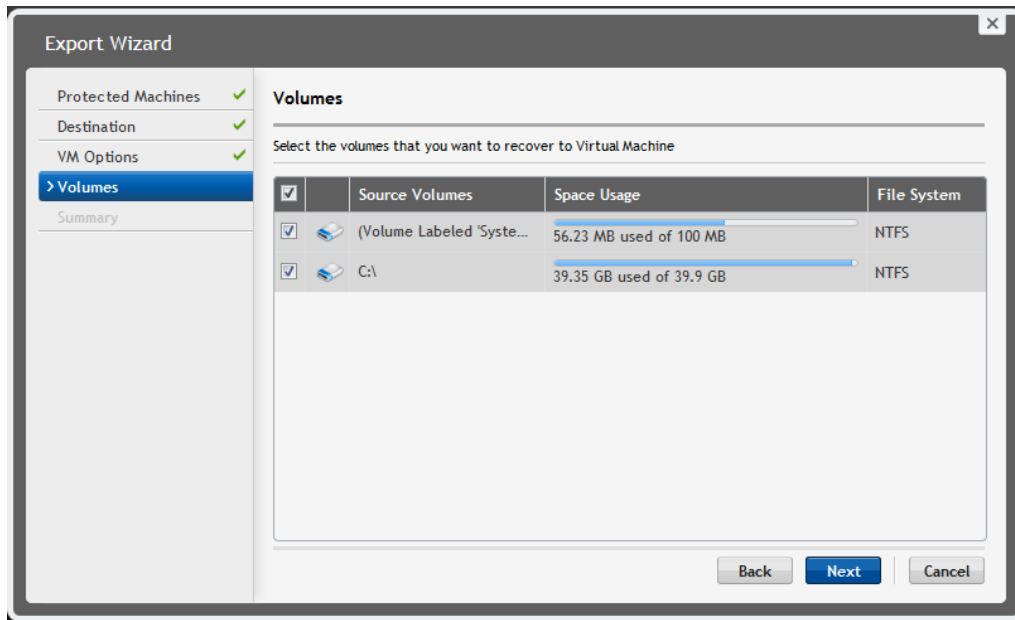 Export Wizard
Protected Machines
Destination
VM Options
Volumes
Summary
Volumes
Select the volumes that you want to recover to Virtual Machine
Source Volumes Space Usage File System
(Volume Labeled 'Syste... 56.23 MB used of 100 MB NTFS
C:\ 39.35 GB used of 39.9 GB NTFS
Back Next Cancel